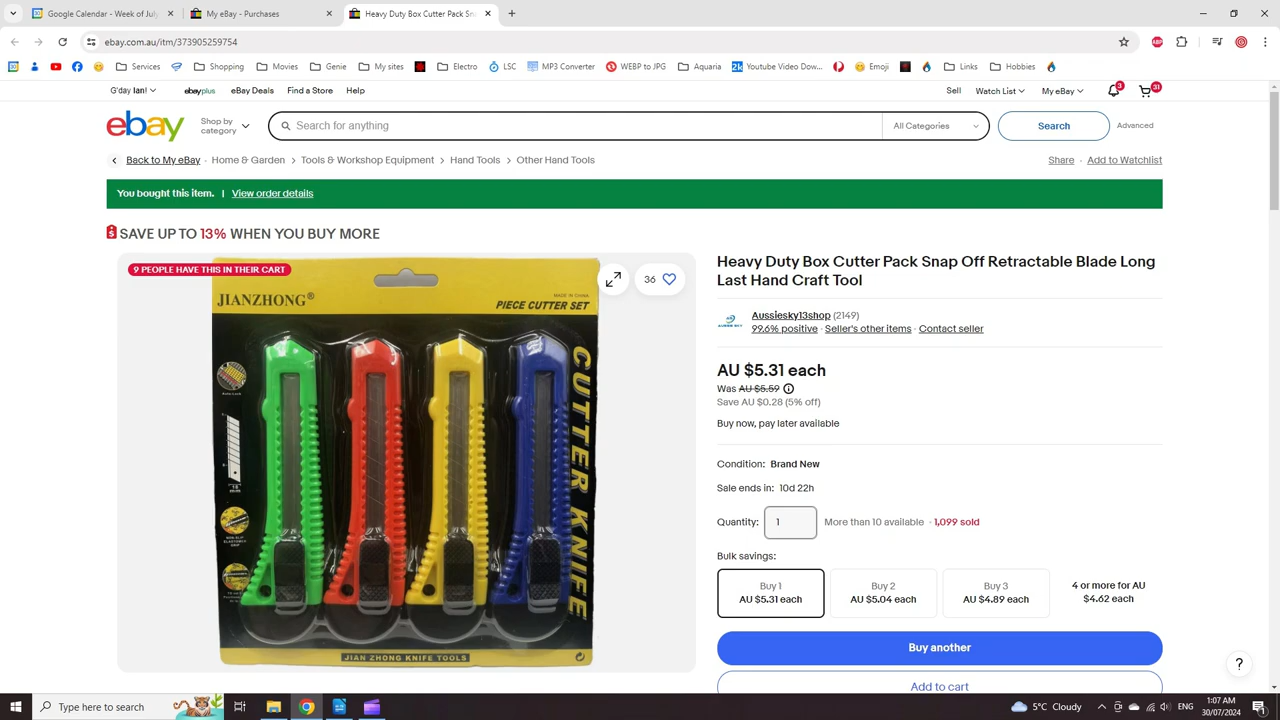 Google Calendar - Week of July
My eBay - Purchases
Heavy Duty Box Cutter Pack Sna
ebay.com.au/itm/373905259754
ABP
Services
Shopping
Movies
Genie
My sites
Electro
LSC
MP3 Converter
WEBP to JPG
Aquaria
2k Youtube Video Dow...
Emoji
Links
Hobbies
G'day Ian!
ebayplus
eBay Deals
Find a Store
Help
Sell
Watch List
My eBay
3
31
ebay
Shop by
category
Search for anything
All Categories
Search
Advanced
Back to My eBay · Home & Garden > Tools & Workshop Equipment > Hand Tools > Other Hand Tools
Share · Add to Watchlist
You bought this item. | View order details
SAVE UP TO 13% WHEN YOU BUY MORE
9 PEOPLE HAVE THIS IN THEIR CART
36
JIANZHONG®
MADE IN CHINA
PIECE CUTTER SET
CUTTER KNIFE
Auto-Lock
JIAN ZHONG KNIFE TOOLS
Heavy Duty Box Cutter Pack Snap Off Retractable Blade Long
Last Hand Craft Tool
Aussiesky13shop (2149)
99.6% positive · Seller's other items · Contact seller
AU $5.31 each
Was AU $5.59
Save AU $0.28 (5% off)
Buy now, pay later available
Condition: Brand New
Sale ends in: 10d 22h
Quantity: 1 More than 10 available · 1,099 sold
Bulk savings:
Buy 1
AU $5.31 each
Buy 2
AU $5.04 each
Buy 3
AU $4.89 each
4 or more for AU
$4.62 each
Buy another
Add to cart
?
Type here to search
5°C Cloudy
ENG
1:07 AM
30/07/2024
1